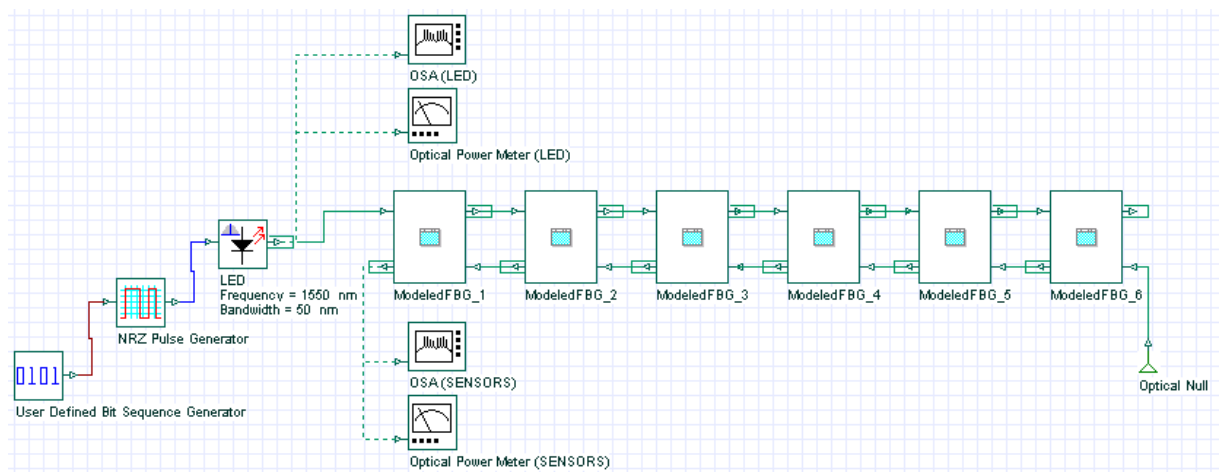 OSA (LED)
Optical Power Meter (LED)
LED
Frequency = 1550 nm
Bandwidth = 50 nm
ModeledFBG_1
ModeledFBG_2
ModeledFBG_3
ModeledFBG_4
ModeledFBG_5
ModeledFBG_6
NRZ Pulse Generator
OSA (SENSORS)
0101
User Defined Bit Sequence Generator
Optical Null
Optical Power Meter (SENSORS)